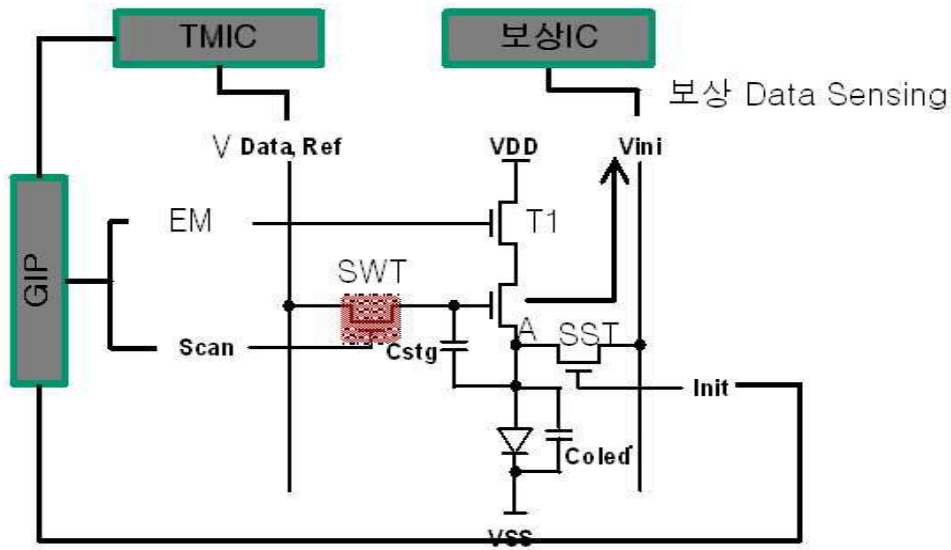 TMIC
보상IC
보상 Data Sensing
V Data, Ref
VDD
Vini
EM
T1
GIP
SWT
Scan
Cstg
A
SST
Init
Coled
VSS